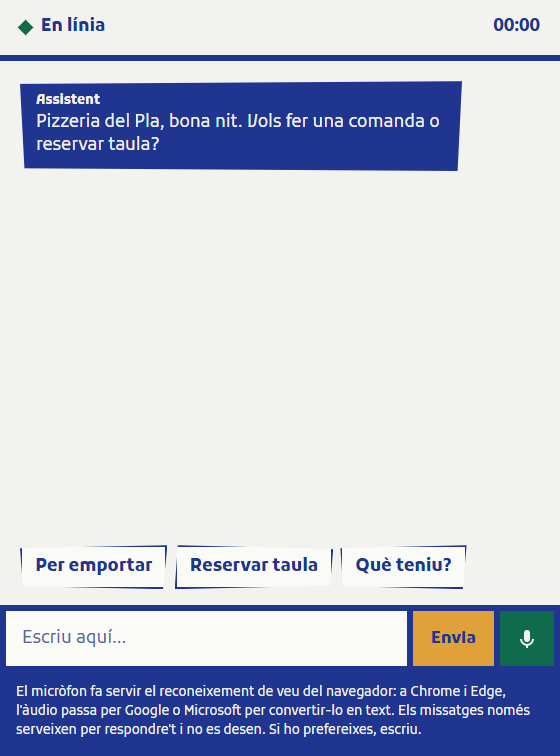 En línia
00:00
Assistent
Pizzeria del Pla, bona nit. Vols fer una comanda o
reservar taula?
Per emportar
Reservar taula
Què teniu?
Escriu aquí...
Envia
El micròfon fa servir el reconeixement de veu del navegador: a Chrome i Edge,
l'àudio passa per Google o Microsoft per convertir-lo en text. Els missatges només
serveixen per respondre't i no es desen. Si ho prefereixes, escriu.